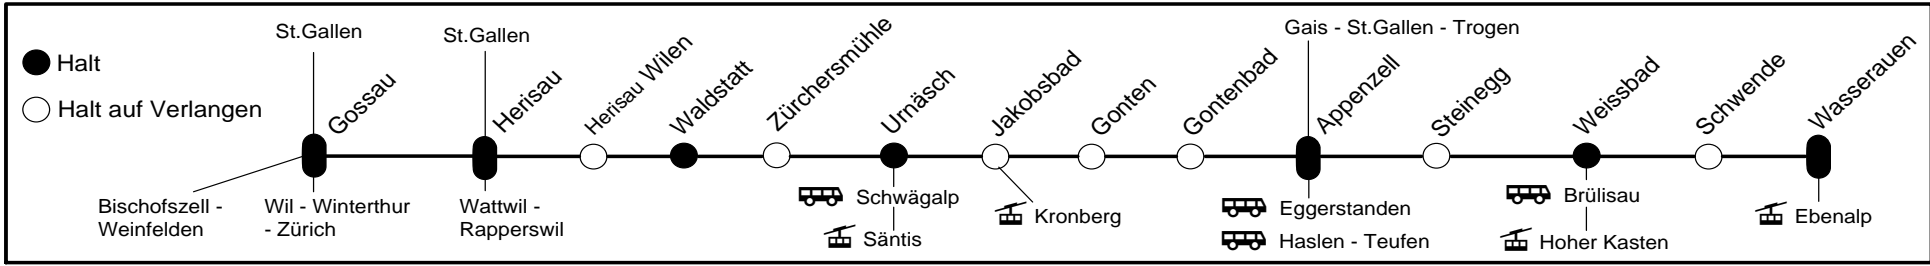 Halt
Halt auf Verlangen
St.Gallen
St.Gallen
Gais - St.Gallen - Trogen
Gossau
Herisau
Herisau Wilen
Waldstatt
Zürchersmühle
Urnäsch
Jakobsbad
Gonten
Gontenbad
Appenzell
Steinegg
Weissbad
Schwende
Wasserauen
Bischofszell -
Weinfelden
Wil - Winterthur
- Zürich
Wattwil -
Rapperswil
Schwägalp
Säntis
Kronberg
Eggerstanden
Haslen - Teufen
Brülisau
Hoher Kasten
Ebenalp